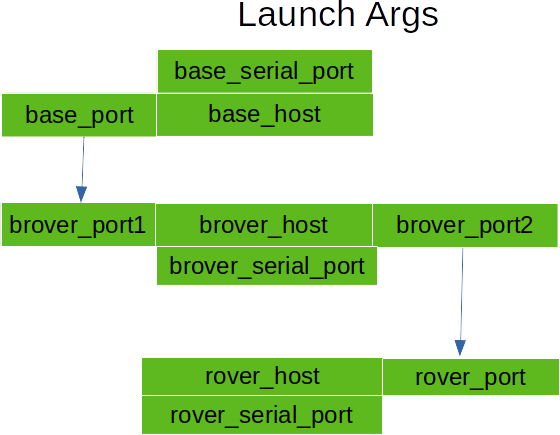 Launch Args
base_serial_port
base_port
base_host
brover_port1
brover_host
brover_port2
brover_serial_port
rover_host
rover_port
rover_serial_port